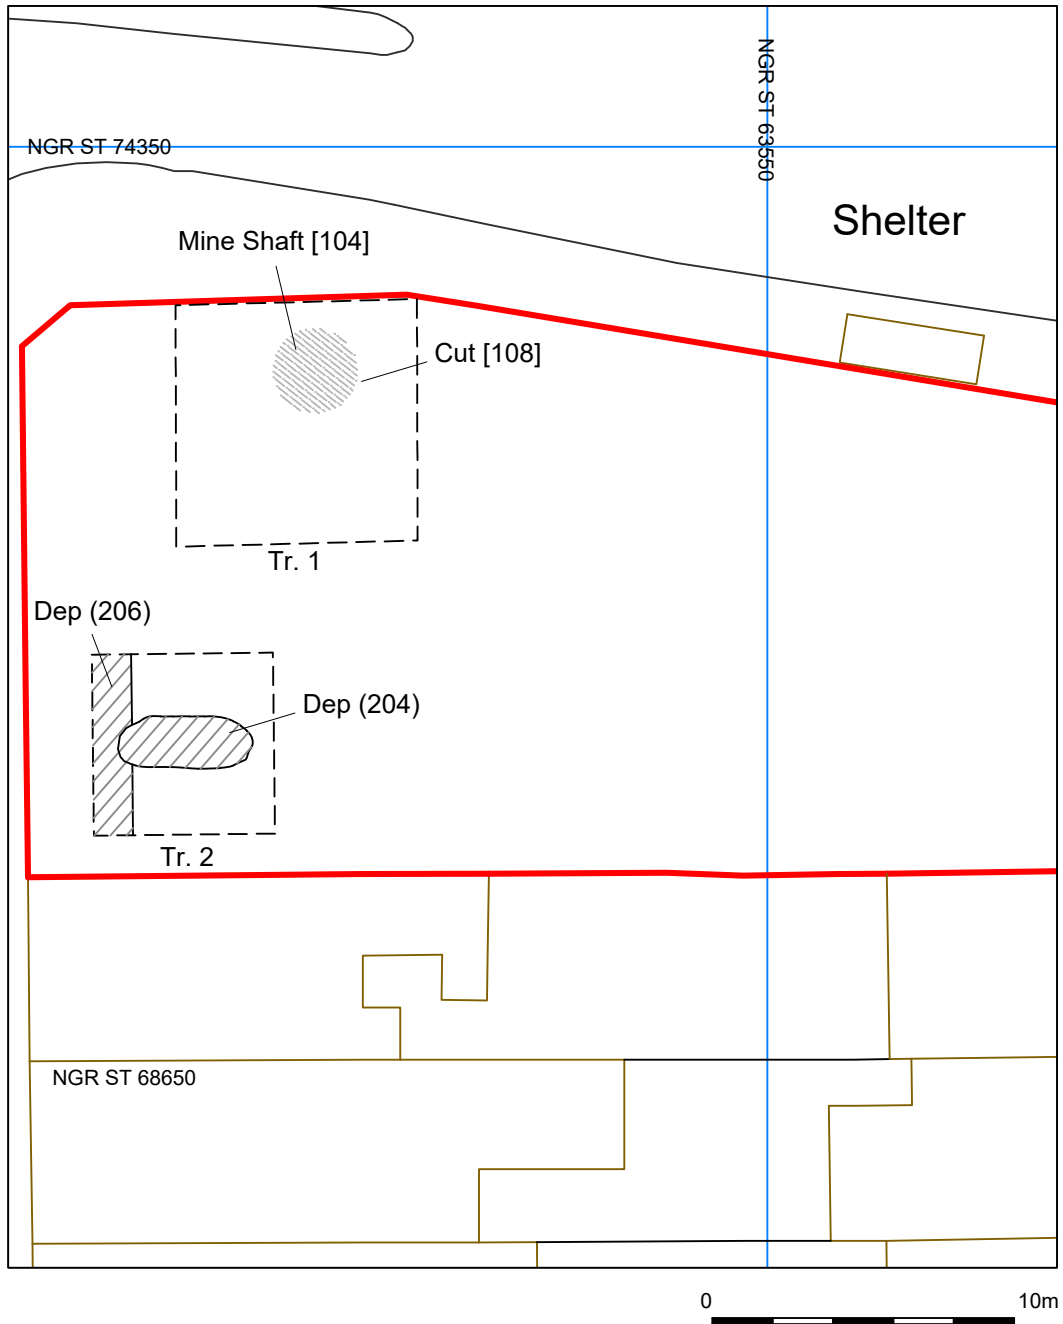 NGR ST 63550
NGR ST 74350
Shelter
Mine Shaft [104]
Cut [108]
Tr. 1
Dep (206)
Dep (204)
Tr. 2
NGR ST 68650
0 10m